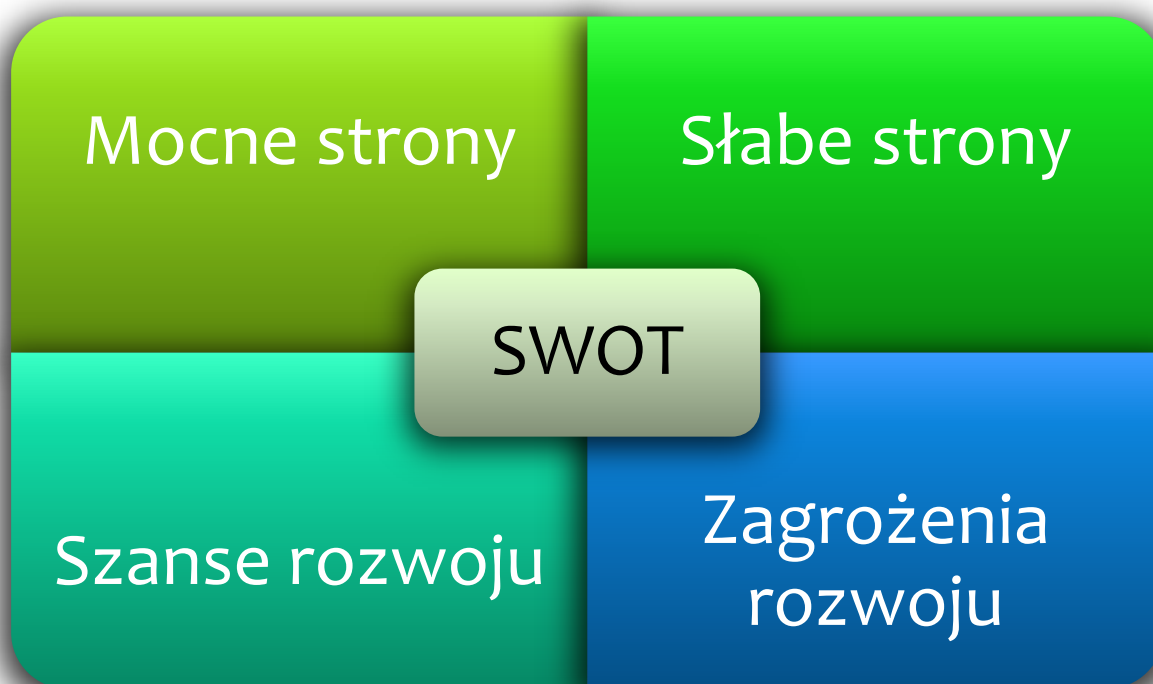 Mocne strony
Słabe strony
SWOT
Szanse rozwoju
Zagrożenia
rozwoju